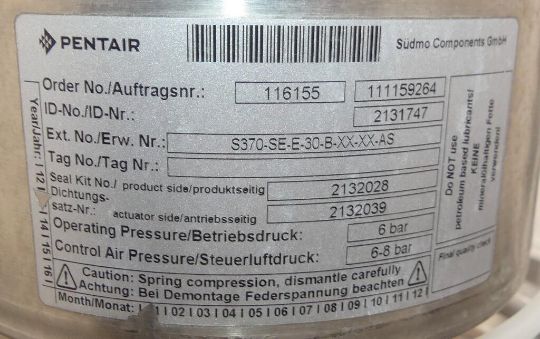 PENTAIR
Südmo Components GmbH
Order No./Auftragsnr.: 116155 111159264
ID-No./ID-Nr.: 2131747
Ext. No./Erw. Nr.: S370-SE-E-30-B-XX-XX-AS
Tag No./Tag Nr.
Seal Kit No./ product side/produktseitig 2132028
Dichtungs-
satz-Nr.: actuator side/antriebsseitig 2132039
Operating Pressure/Betriebsdruck: 6 bar
Control Air Pressure/Steuerluftdruck: 6-8 bar
Caution: Spring compression, dismantle carefully
Achtung: Bei Demontage Federspannung beachten
Month/Monat: I 02 I 03 I 04 I 05 I 06 I 07 I 08 I 09 I 10 I 11 I 12 I
Year/Jahr: I 12 I I 14 I 15 I 16 I
Do NOT use
petroleum based lubricants/
KEINE
mineralölhaltigen Fette
verwenden!
Final quality check